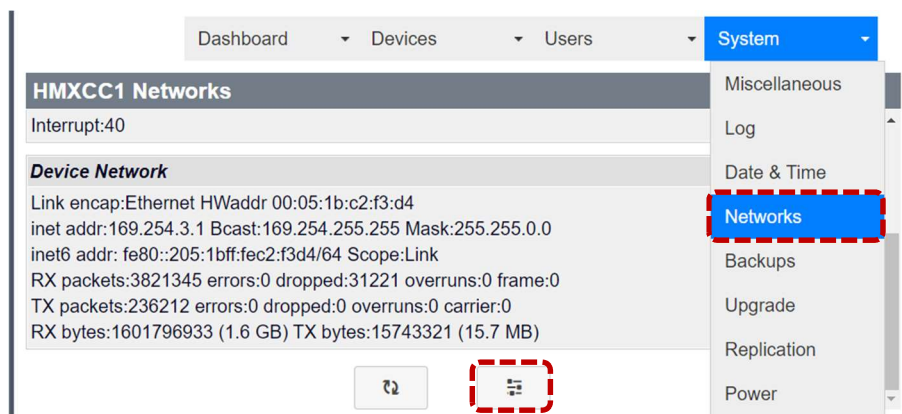 Dashboard Devices Users System
HMXCC1 Networks
Interrupt:40
Device Network
Link encap:Ethernet HWaddr 00:05:1b:c2:f3:d4
inet addr:169.254.3.1 Bcast:169.254.255.255 Mask:255.255.0.0
inet6 addr: fe80::205:1bff:fec2:f3d4/64 Scope:Link
RX packets:3821345 errors:0 dropped:31221 overruns:0 frame:0
TX packets:236212 errors:0 dropped:0 overruns:0 carrier:0
RX bytes:1601796933 (1.6 GB) TX bytes:15743321 (15.7 MB)
Miscellaneous
Log
Date & Time
Networks
Backups
Upgrade
Replication
Power